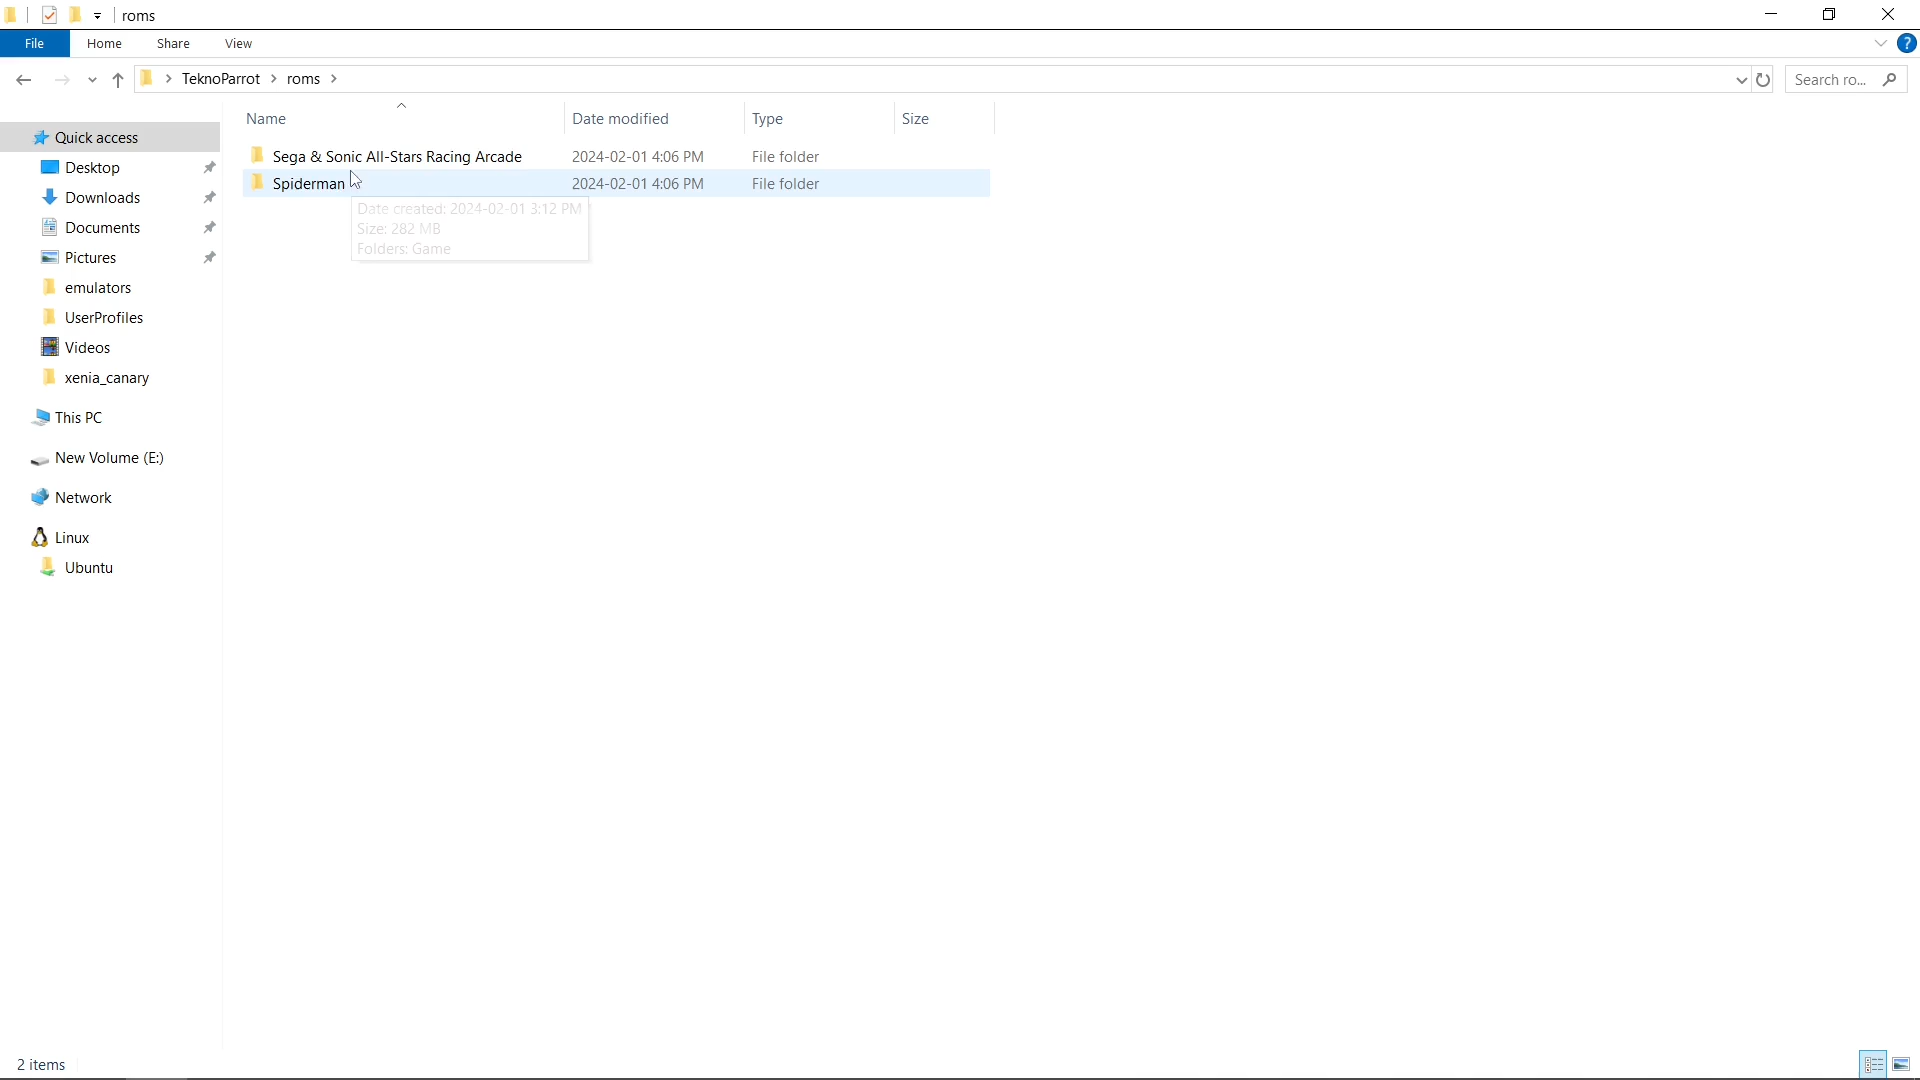 roms
File Home Share View ?
TeknoParrot roms Search ro...
Name Date modified Type Size
Quick access
Desktop
Downloads
Documents
Pictures
emulators
UserProfiles
Videos
xenia_canary
This PC
New Volume (E:)
Network
Linux
Ubuntu
Sega & Sonic All-Stars Racing Arcade 2024-02-01 4:06 PM File folder
Spiderman 2024-02-01 4:06 PM File folder
Date created: 2024-02-01 3:12 PM
Size: 282 MB
Folders: Game
2 items